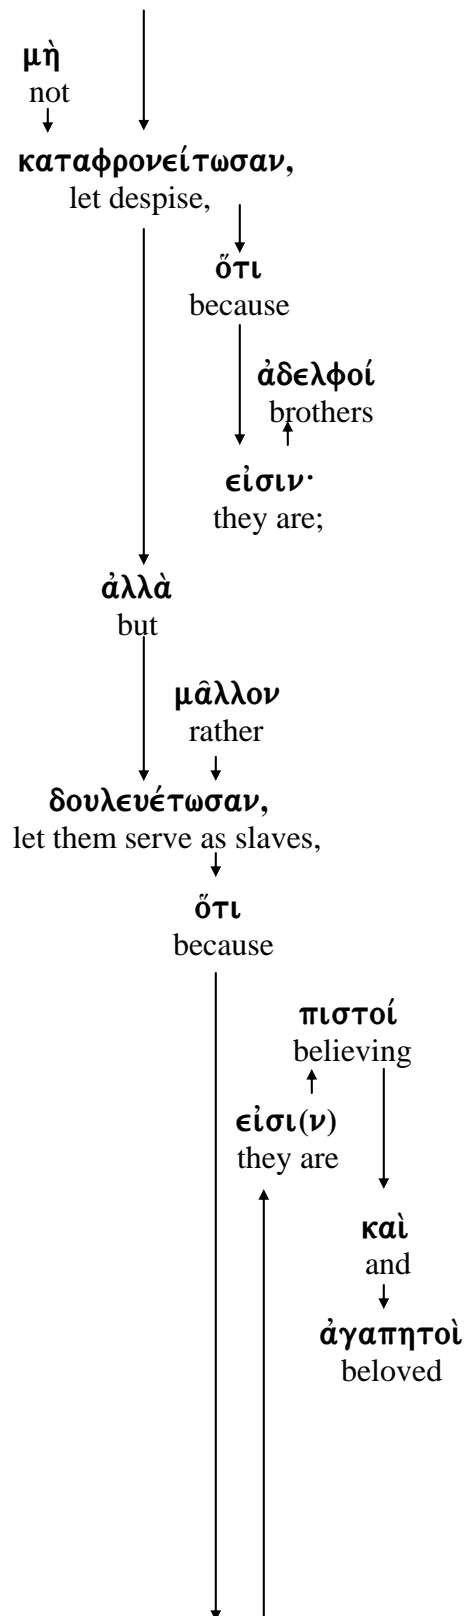 μὴ
not
καταφρονείτωσαν,
let despise,
ὅτι
because
ἀδελφοί
brothers
εἰσιν·
they are;
ἀλλὰ
but
μᾶλλον
rather
δουλευέτωσαν,
let them serve as slaves,
ὅτι
because
πιστοί
believing
εἰσι(ν)
they are
καὶ
and
ἀγαπητοὶ
beloved